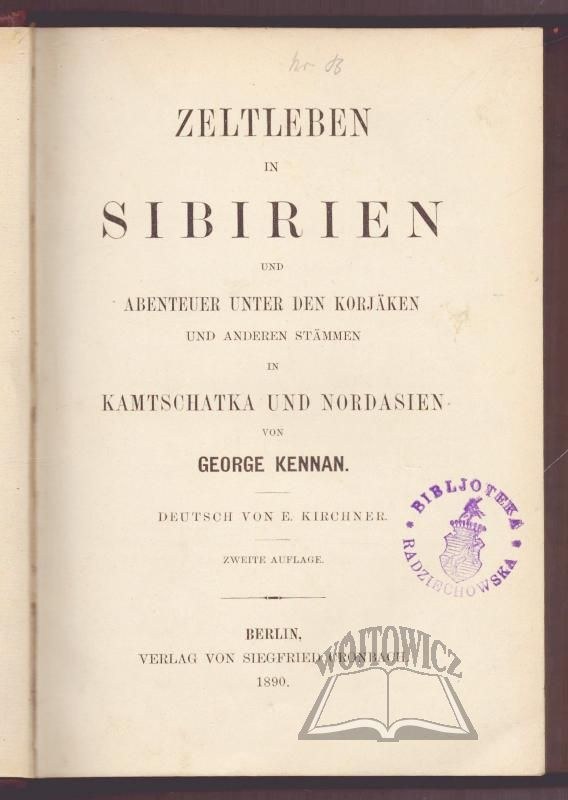 ZELTLEBEN
IN
SIBIRIEN
UND
ABENTEUER UNTER DEN KORJÄKEN
UND ANDEREN STÄMMEN
IN
KAMTSCHATKA UND NORDASIEN
VON
GEORGE KENNAN.
DEUTSCH VON E. KIRCHNER.
ZWEITE AUFLAGE.
BIBLJOTEKA
RADZIECHOWSKA
BERLIN,
VERLAG VON SIEGFRIED CRONBACH.
1890.
WÓJTOWICZ